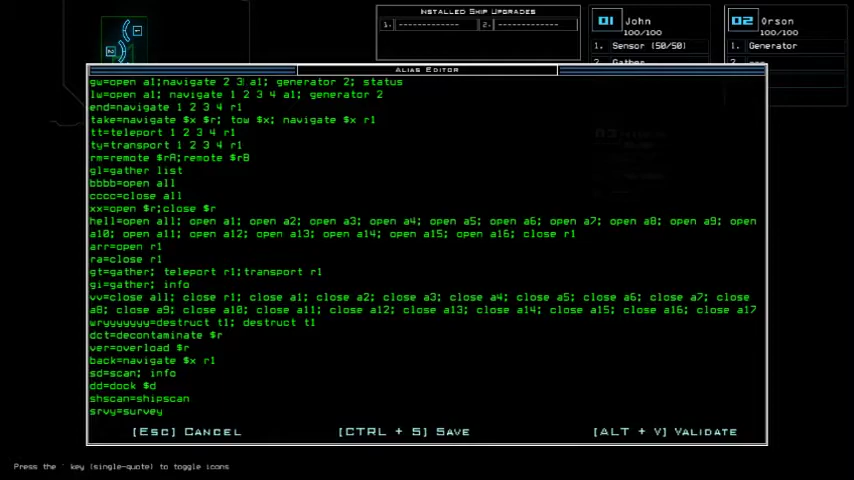 Installed Ship Upgrades
1. ------------- 2. -------------
01 John
100/100
1. Sensor (50/50)
2. Gather
02 Orson
100/100
1. Generator
2. ---
Alias Editor
gw=open a1;navigate 2 3 a1; generator 2; status
lw=open a1; navigate 1 2 3 4 a1; generator 2
end=navigate 1 2 3 4 r1
take=navigate $x $r; tow $x; navigate $x r1
tt=teleport 1 2 3 4 r1
ty=transport 1 2 3 4 r1
rm=remote $rA;remote $rB
gl=gather list
bbbb=open all
cccc=close all
xx=open $r;close $r
hell=open all; open a1; open a2; open a3; open a4; open a5; open a6; open a7; open a8; open a9; open
a10; open a11; open a12; open a13; open a14; open a15; open a16; close r1
arr=open r1
ra=close r1
gt=gather; teleport r1;transport r1
gi=gather; info
vv=close all; close r1; close a1; close a2; close a3; close a4; close a5; close a6; close a7; close
a8; close a9; close a10; close a11; close a12; close a13; close a14; close a15; close a16; close a17
wryyyyyy=destruct t1; destruct t1
dct=decontaminate $r
ver=overload $r
back=navigate $x r1
sd=scan; info
dd=dock $d
shscan=shipscan
srvy=survey
[Esc] Cancel [CTRL + S] Save [ALT + V] Validate
Press the ` key (single-quote) to toggle icons